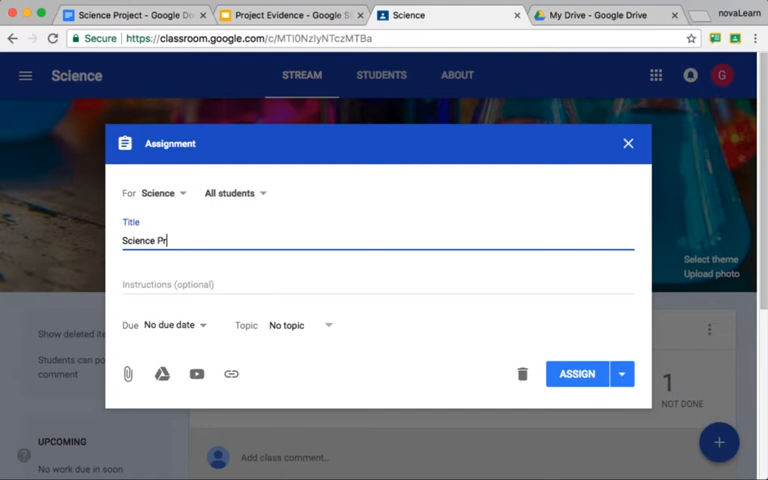 Science Project - Google Do
Project Evidence - Google Sl
Science
My Drive - Google Drive
novaLearn
Secure
https://classroom.google.com/c/MTI0NzIyNTczMTBa
Science
STREAM
STUDENTS
ABOUT
G
Assignment
For Science All students
Title
Science Pr
Instructions (optional)
Due No due date Topic No topic
ASSIGN
Select theme
Upload photo
Show deleted ite
Students can po
comment
UPCOMING
No work due in soon
1
NOT DONE
Add class comment...